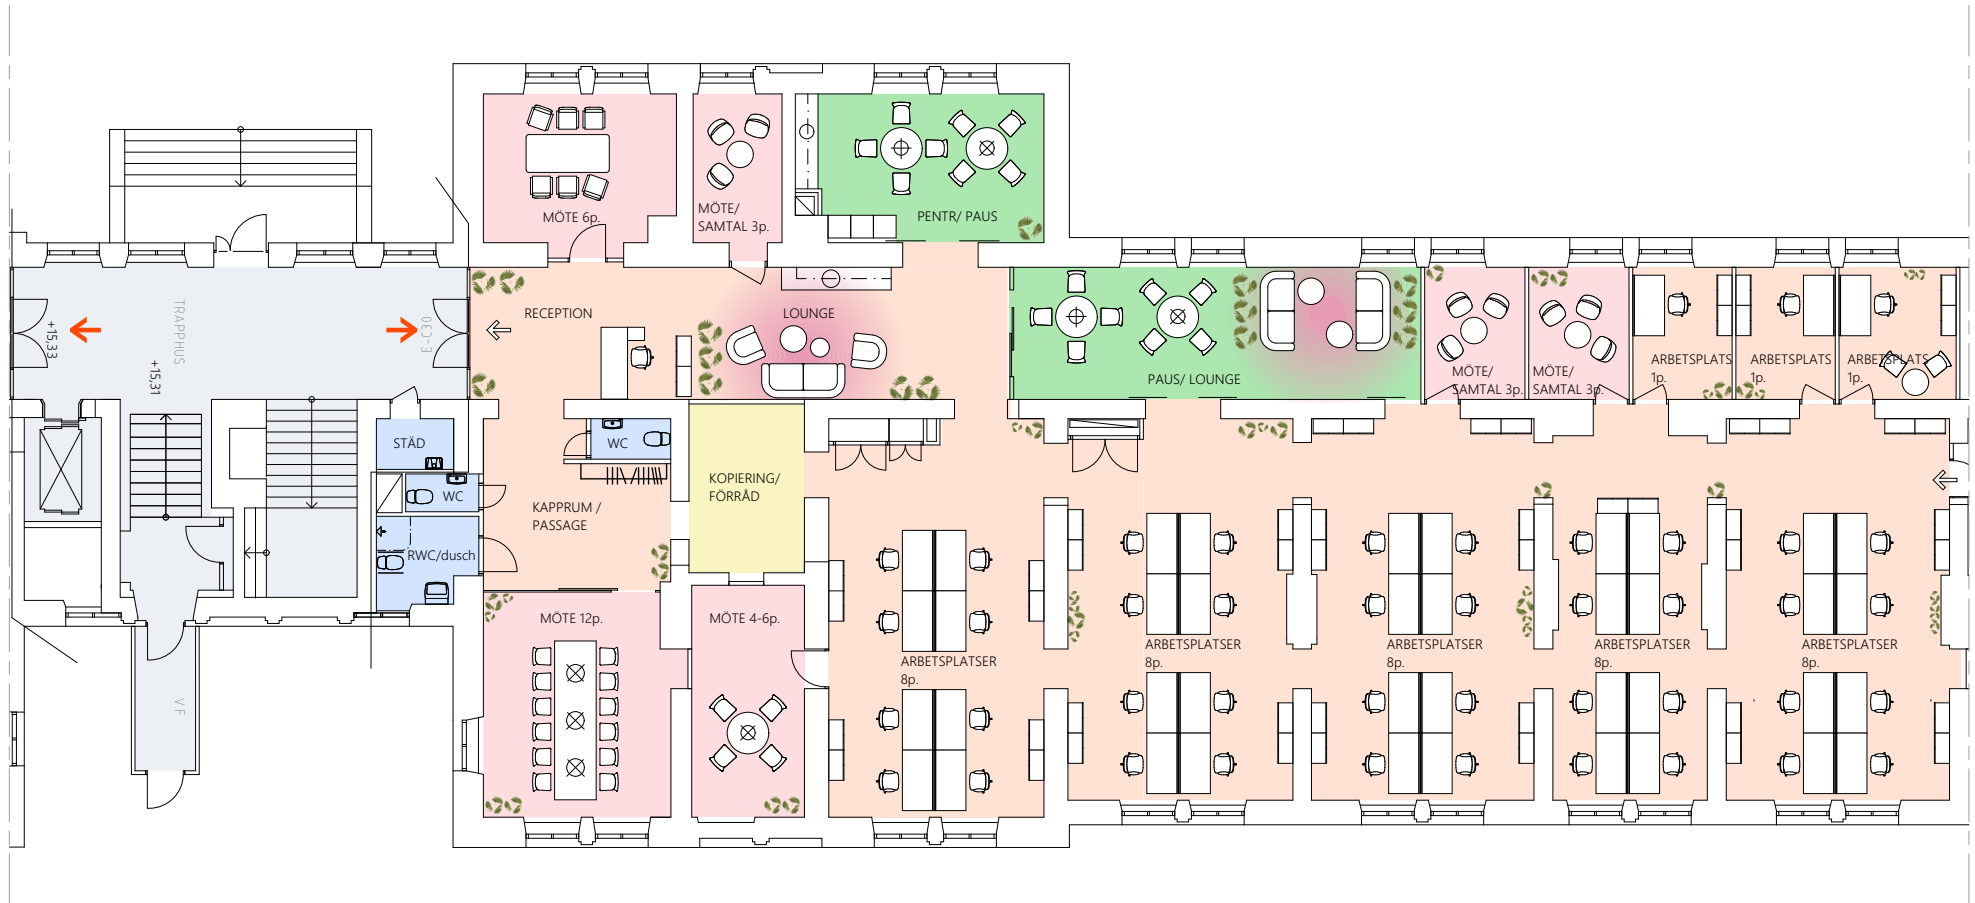 MÖTE 6p.
MÖTE/
SAMTAL 3p.
PENTR/ PAUS
TRAPPHUS
+15,33
+15,31
E-C30
RECEPTION
LOUNGE
PAUS/ LOUNGE
MÖTE/
SAMTAL 3p.
MÖTE/
SAMTAL 3p.
ARBETSPLATS
1p.
ARBETSPLATS
1p.
ARBETSPLATS
1p.
STÄD
WC
WC
RWC/dusch
KAPPRUM /
PASSAGE
KOPIERING/
FÖRRÅD
MÖTE 12p.
MÖTE 4-6p.
ARBETSPLATSER
8p.
ARBETSPLATSER
8p.
ARBETSPLATSER
8p.
ARBETSPLATSER
8p.
ARBETSPLATSER
8p.
V.F